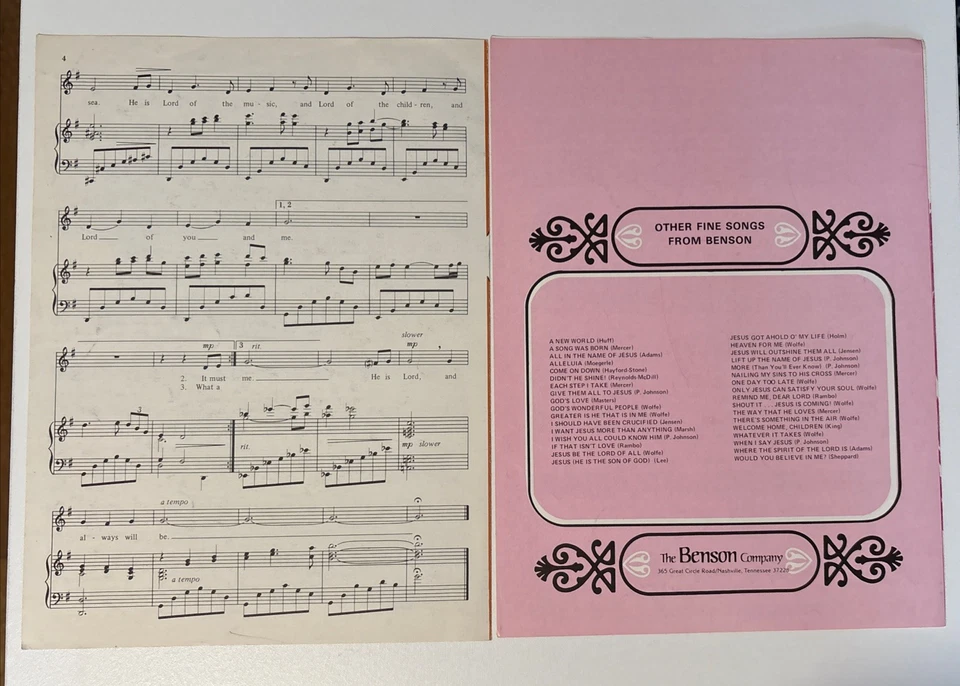 4
sea. He is Lord of the mu - sic, and Lord of the chil - dren, and
1, 2
Lord of you and me.
slower
mp 3 rit. mp
2. It must me. He is Lord, and
3. What a
3
rit. mp slower
a tempo
al - ways will be.
a tempo
OTHER FINE SONGS
FROM BENSON
A NEW WORLD (Huff)
A SONG WAS BORN (Mercer)
ALL IN THE NAME OF JESUS (Adams)
ALLELUIA (Moegerle)
COME ON DOWN (Hayford-Stone)
DIDN'T HE SHINE! (Reynolds-McDill)
EACH STEP I TAKE (Mercer)
GIVE THEM ALL TO JESUS (P. Johnson)
GOD'S LOVE (Masters)
GOD'S WONDERFUL PEOPLE (Wolfe)
GREATER IS HE THAT IS IN ME (Wolfe)
I SHOULD HAVE BEEN CRUCIFIED (Jensen)
I WANT JESUS MORE THAN ANYTHING (Marsh)
I WISH YOU ALL COULD KNOW HIM (P. Johnson)
IF THAT ISN'T LOVE (Rambo)
JESUS BE THE LORD OF ALL (Wolfe)
JESUS (HE IS THE SON OF GOD) (Lee)
JESUS GOT AHOLD O' MY LIFE (Holm)
HEAVEN FOR ME (Wolfe)
JESUS WILL OUTSHINE THEM ALL (Jensen)
LIFT UP THE NAME OF JESUS (P. Johnson)
MORE (Than You'll Ever Know) (P. Johnson)
NAILING MY SINS TO HIS CROSS (Mercer)
ONE DAY TOO LATE (Wolfe)
ONLY JESUS CAN SATISFY YOUR SOUL (Wolfe)
REMIND ME, DEAR LORD (Rambo)
SHOUT IT . . . JESUS IS COMING! (Wolfe)
THE WAY THAT HE LOVES (Mercer)
THERE'S SOMETHING IN THE AIR (Wolfe)
WELCOME HOME, CHILDREN (King)
WHATEVER IT TAKES (Wolfe)
WHEN I SAY JESUS (P. Johnson)
WHERE THE SPIRIT OF THE LORD IS (Adams)
WOULD YOU BELIEVE IN ME? (Sheppard)
The Benson Company
365 Great Circle Road/Nashville, Tennessee 37228